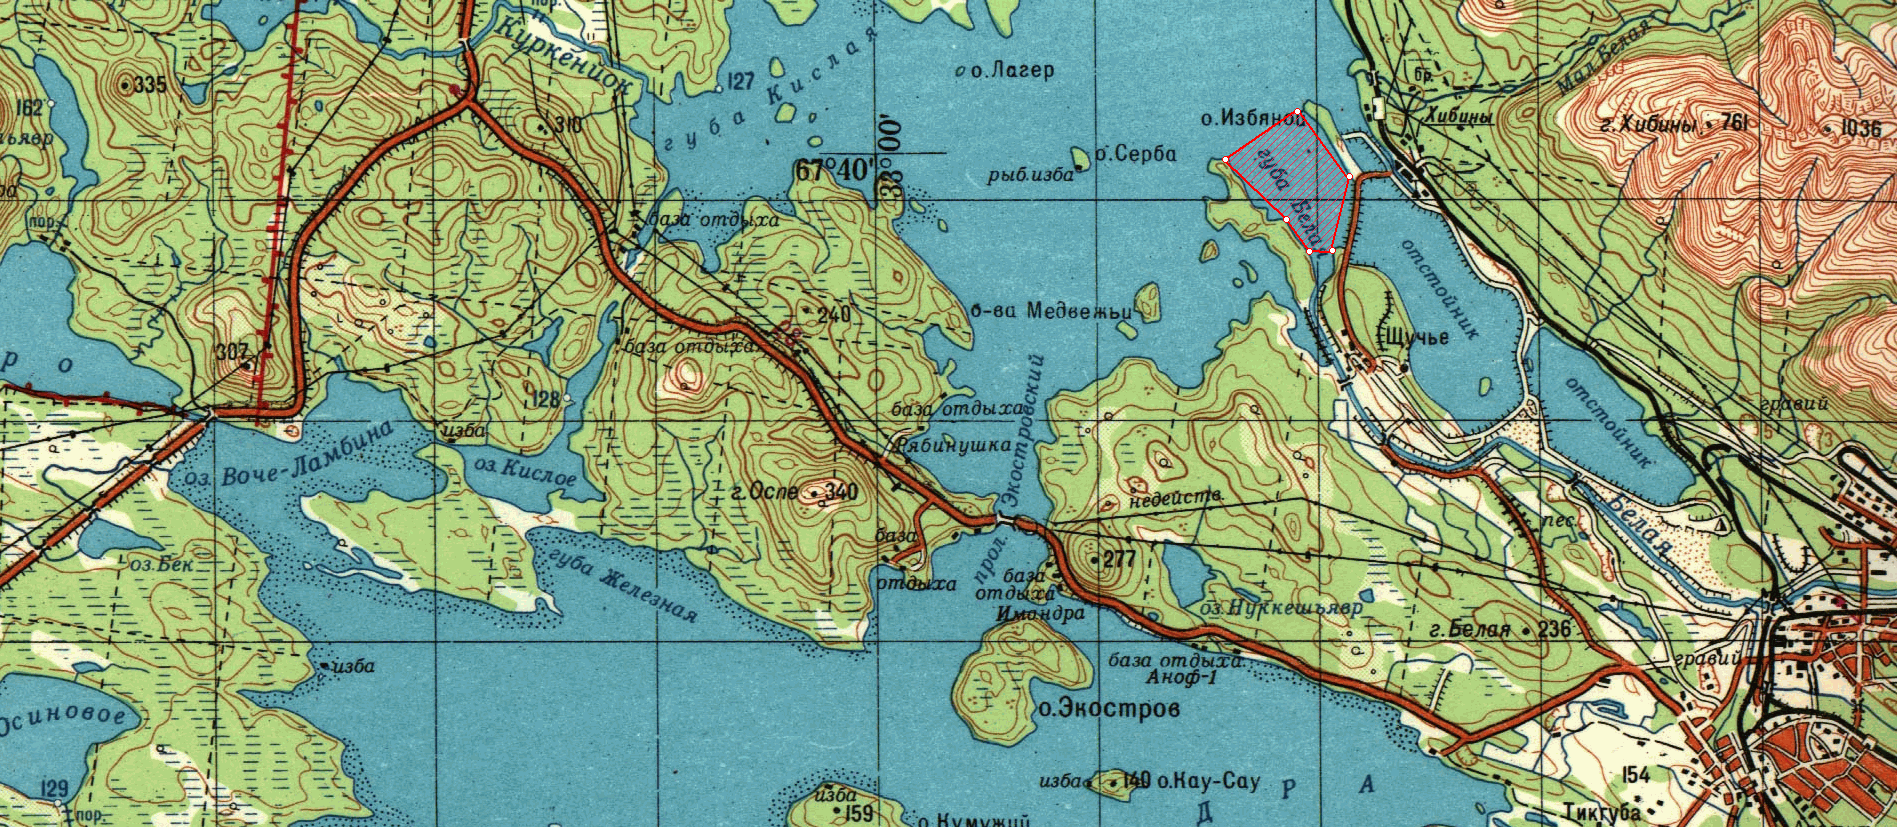 пор.
Куркенйок
335
162
ьявр
310
127
губа Кислая
о.Лагер
о.Избяной
губа Белая
бр.
Хибины
Мал.Белая
г.Хибины 761
1036
67°40'
33°00'
о.Серба
рыб.изба
пор.
база отдыха
240
о-ва Медвежьи
отстойник
Щучье
307
база отдыха
р о
128
база отдыха
изба
Рябинушка
прол. Экостровский
отстойник
гравий
оз. Воче-Ламбина
оз.Кислое
г.Оспе 340
недейств.
Белая
пес.
база
отдыха
277
оз.Бек
губа Железная
база
отдыха
Имандра
оз.Нуккешьявр
г.Белая 236
гравий
изба
база отдыха
Аноф-1
Осиновое
о.Экостров
129
пор.
изба
159
изба
140 о.Кау-Сау
Д Р А
154
Тикгуба
о.Кумужий